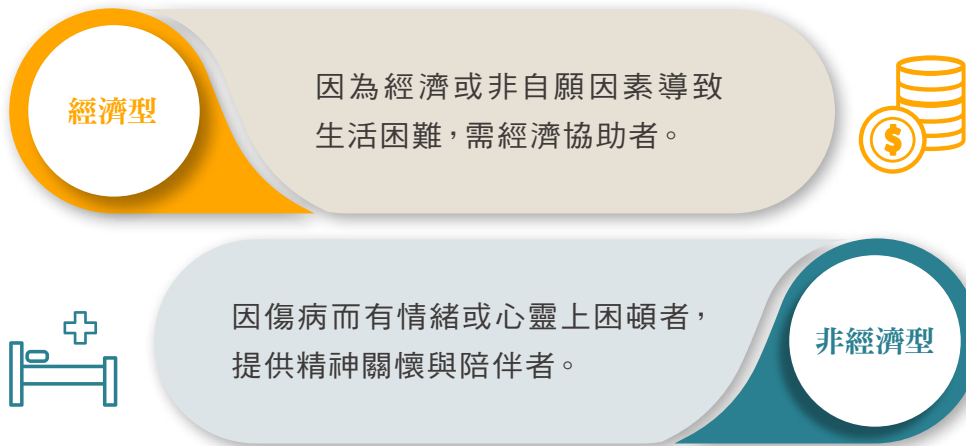 經濟型
因為經濟或非自願因素導致
生活困難，需經濟協助者。
$
因傷病而有情緒或心靈上困頓者，
提供精神關懷與陪伴者。
非經濟型